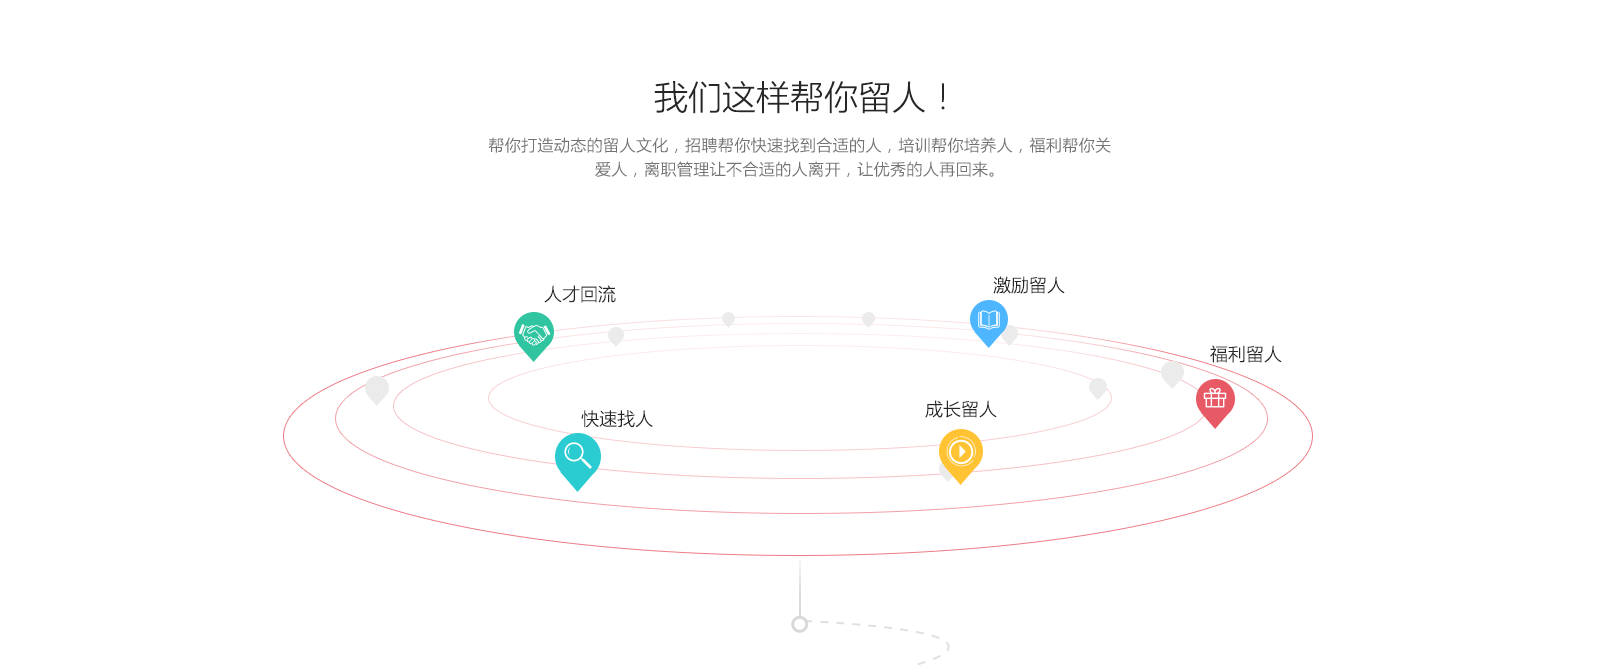 我们这样帮你留人！
帮你打造动态的留人文化，招聘帮你快速找到合适的人，培训帮你培养人，福利帮你关
爱人，离职管理让不合适的人离开，让优秀的人再回来。
激励留人
人才回流
福利留人
成长留人
快速找人